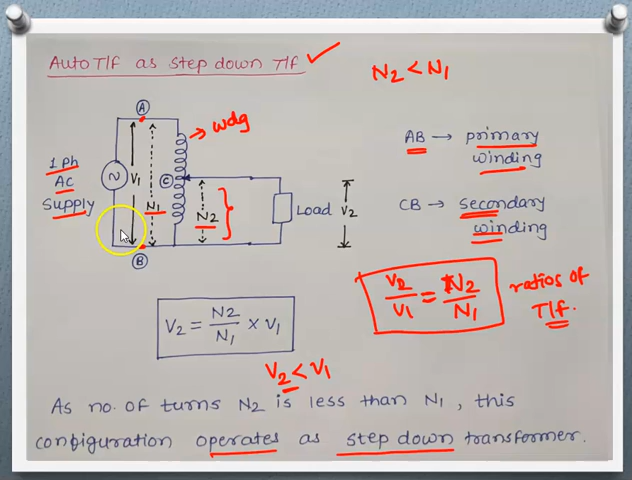 Auto T/f as step down T/f ✓
N2 < N1
A
→ wdg
1 Ph
AC
supply
V1
N1
C
N2
Load
V2
B
AB → primary
winding
CB → secondary
winding
V2 = N2/N1 × V1
V2/V1 = N2/N1
ratios of
T/f.
V2 < V1
As no. of turns N2 is less than N1, this
configuration operates as step down transformer.